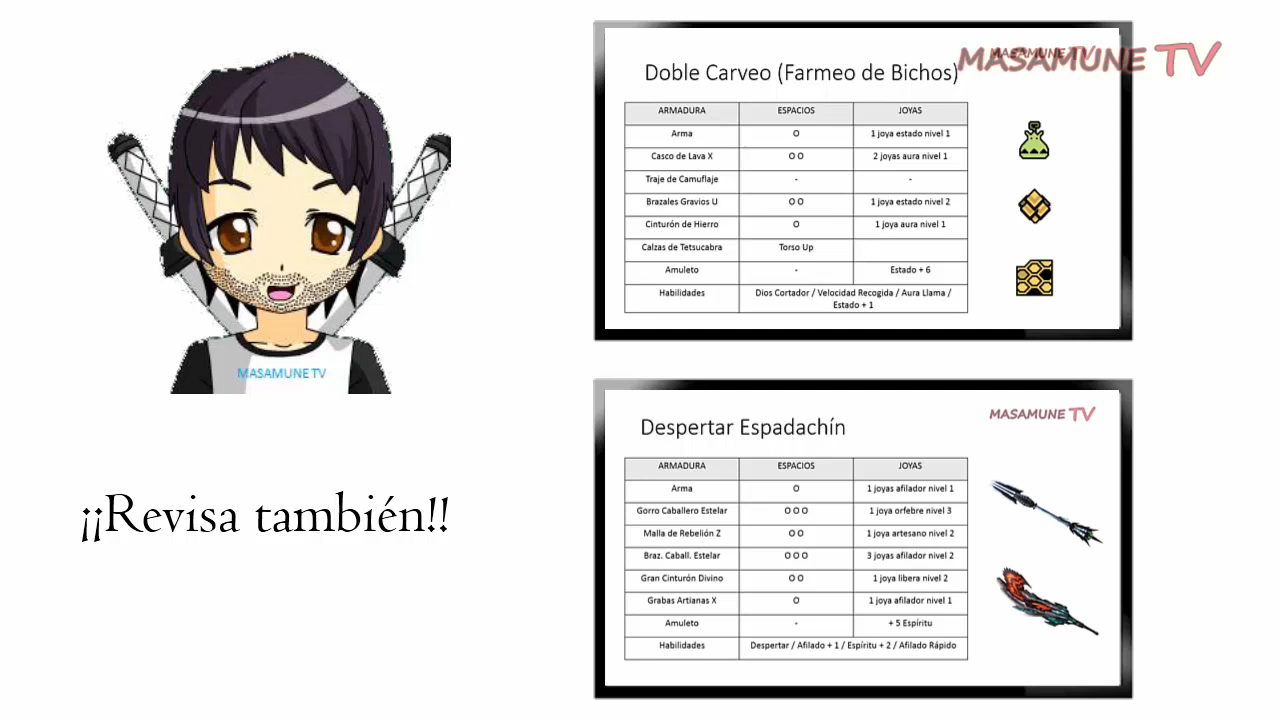 MASAMUNE TV
¡¡Revisa también!!
MASAMUNE TV
MASAMUNE TV
Doble Carveo (Farmeo de Bichos)
ARMADURA ESPACIOS JOYAS
Arma O 1 joya estado nivel 1
Casco de Lava X O O 2 joyas aura nivel 1
Traje de Camuflaje - -
Brazales Gravios U O O 1 joya estado nivel 2
Cinturón de Hierro O 1 joya aura nivel 1
Calzas de Tetsucabra Torso Up
Amuleto - Estado + 6
Habilidades Dios Cortador / Velocidad Recogida / Aura Llama /
Estado + 1
MASAMUNE TV
Despertar Espadachín
ARMADURA ESPACIOS JOYAS
Arma O 1 joyas afilador nivel 1
Gorro Caballero Estelar O O O 1 joya orfebre nivel 3
Malla de Rebelión Z O O 1 joya artesano nivel 2
Braz. Caball. Estelar O O O 3 joyas afilador nivel 2
Gran Cinturón Divino O O 1 joya libera nivel 2
Grabas Artianas X O 1 joya afilador nivel 1
Amuleto - + 5 Espíritu
Habilidades Despertar / Afilado + 1 / Espíritu + 2 / Afilado Rápido